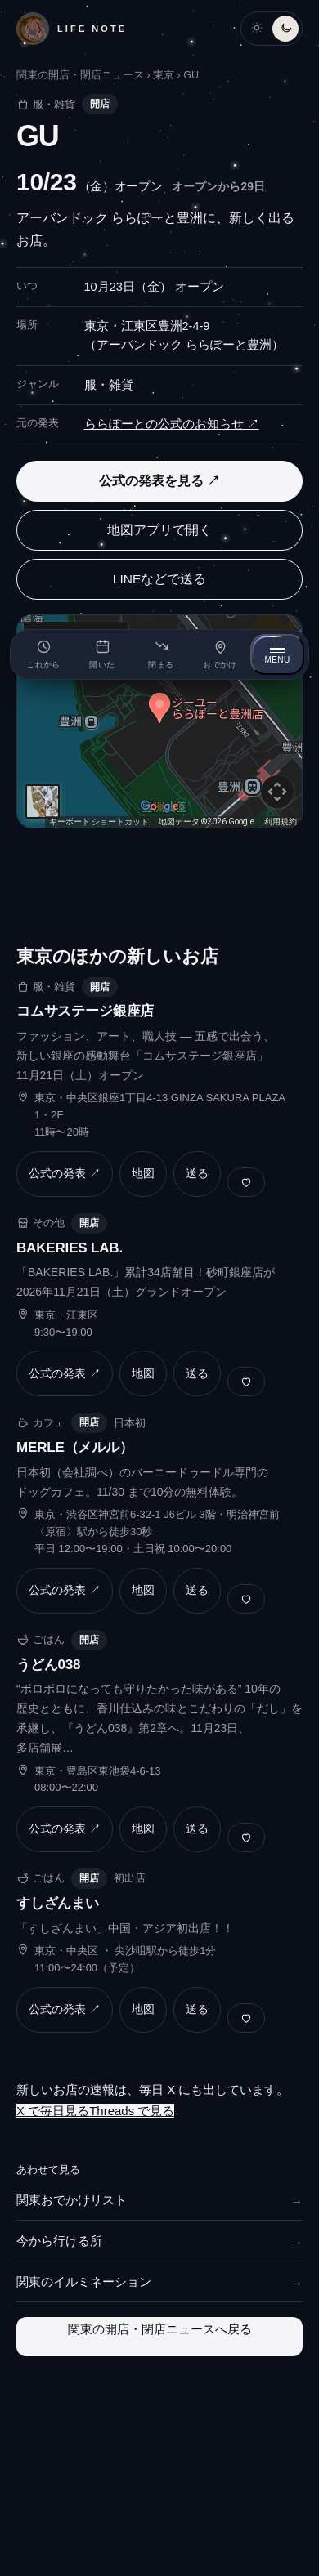 LIFE NOTE
関東の開店・閉店ニュース › 東京 › GU
服・雑貨 開店
GU
10/23（金）オープン オープンから29日
アーバンドック ららぽーと豊洲に、新しく出る
お店。
いつ 10月23日（金） オープン
場所 東京・江東区豊洲2-4-9
（アーバンドック ららぽーと豊洲）
ジャンル 服・雑貨
元の発表 ららぽーとの公式のお知らせ ↗
公式の発表を見る ↗
地図アプリで開く
LINEなどで送る
これから 開いた 閉まる おでかけ MENU
ジーユー
ららぽーと豊洲店
豊洲
豊洲
豊洲
Google
キーボード ショートカット 地図データ ©2026 Google 利用規約
東京のほかの新しいお店
服・雑貨 開店
コムサステージ銀座店
ファッション、アート、職人技 — 五感で出会う、
新しい銀座の感動舞台「コムサステージ銀座店」
11月21日（土）オープン
東京・中央区銀座1丁目4-13 GINZA SAKURA PLAZA
1・2F
11時〜20時
公式の発表 ↗ 地図 送る
その他 開店
BAKERIES LAB.
「BAKERIES LAB.」累計34店舗目！砂町銀座店が
2026年11月21日（土）グランドオープン
東京・江東区
9:30〜19:00
公式の発表 ↗ 地図 送る
カフェ 開店 日本初
MERLE（メルル）
日本初（会社調べ）のバーニードゥードル専門の
ドッグカフェ。11/30 まで10分の無料体験。
東京・渋谷区神宮前6-32-1 J6ビル 3階・明治神宮前
〈原宿〉駅から徒歩30秒
平日 12:00〜19:00・土日祝 10:00〜20:00
公式の発表 ↗ 地図 送る
ごはん 開店
うどん038
“ボロボロになっても守りたかった味がある” 10年の
歴史とともに、香川仕込みの味とこだわりの「だし」を
承継し、『うどん038』第2章へ。11月23日、
多店舗展…
東京・豊島区東池袋4-6-13
08:00〜22:00
公式の発表 ↗ 地図 送る
ごはん 開店 初出店
すしざんまい
「すしざんまい」中国・アジア初出店！！
東京・中央区 ・ 尖沙咀駅から徒歩1分
11:00〜24:00（予定）
公式の発表 ↗ 地図 送る
新しいお店の速報は、毎日 X にも出しています。
X で毎日見るThreads で見る
あわせて見る
関東おでかけリスト →
今から行ける所 →
関東のイルミネーション →
関東の開店・閉店ニュースへ戻る